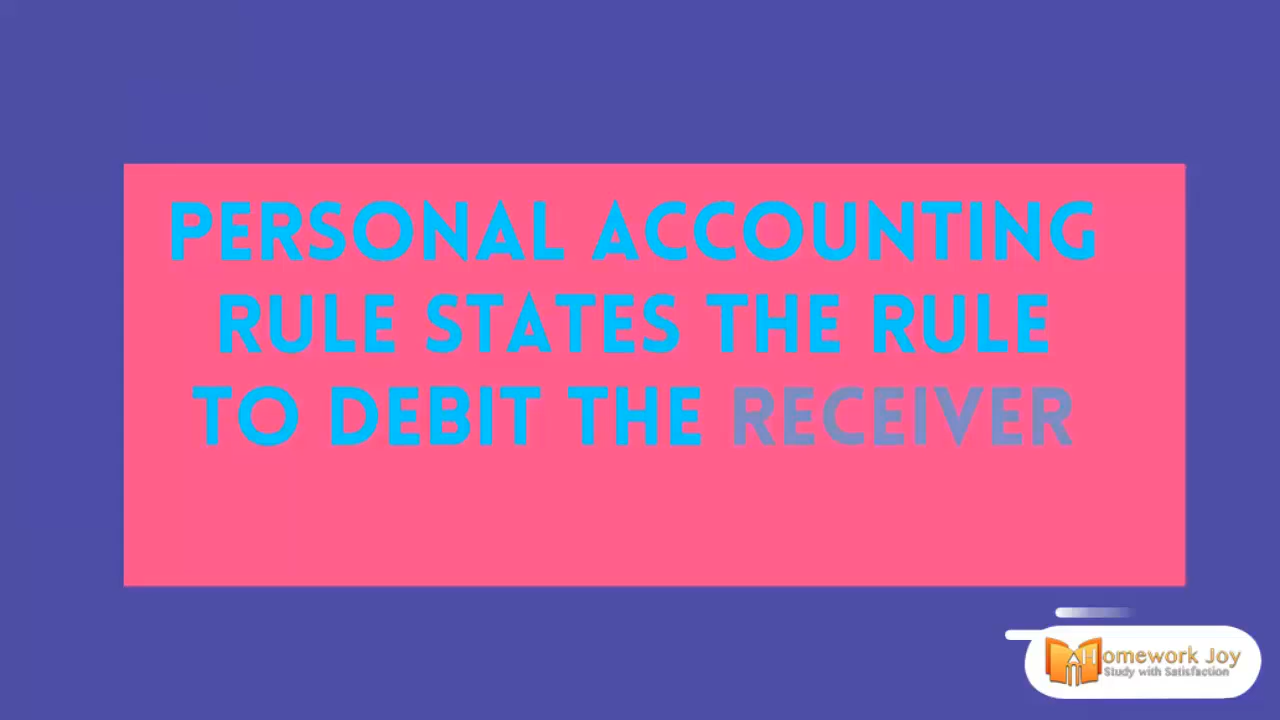 PERSONAL ACCOUNTING
RULE STATES THE RULE
TO DEBIT THE RECEIVER
Homework Joy
Study with Satisfaction